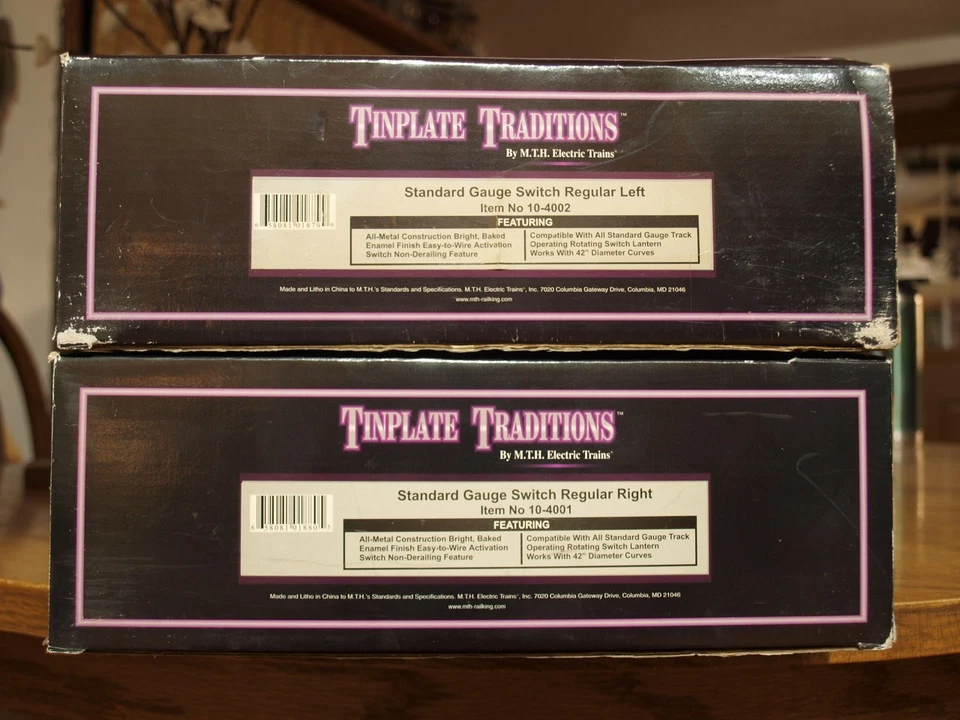 TINPLATE TRADITIONS™
By M.T.H. Electric Trains®
Standard Gauge Switch Regular Left
Item No 10-4002
FEATURING
All-Metal Construction Bright, Baked
Enamel Finish Easy-to-Wire Activation
Switch Non-Derailing Feature
Compatible With All Standard Gauge Track
Operating Rotating Switch Lantern
Works With 42" Diameter Curves
Made and Litho in China to M.T.H.'s Standards and Specifications. M.T.H. Electric Trains®, Inc. 7020 Columbia Gateway Drive, Columbia, MD 21046
www.mth-railking.com
TINPLATE TRADITIONS™
By M.T.H. Electric Trains®
Standard Gauge Switch Regular Right
Item No 10-4001
FEATURING
All-Metal Construction Bright, Baked
Enamel Finish Easy-to-Wire Activation
Switch Non-Derailing Feature
Compatible With All Standard Gauge Track
Operating Rotating Switch Lantern
Works With 42" Diameter Curves
Made and Litho in China to M.T.H.'s Standards and Specifications. M.T.H. Electric Trains®, Inc. 7020 Columbia Gateway Drive, Columbia, MD 21046
www.mth-railking.com